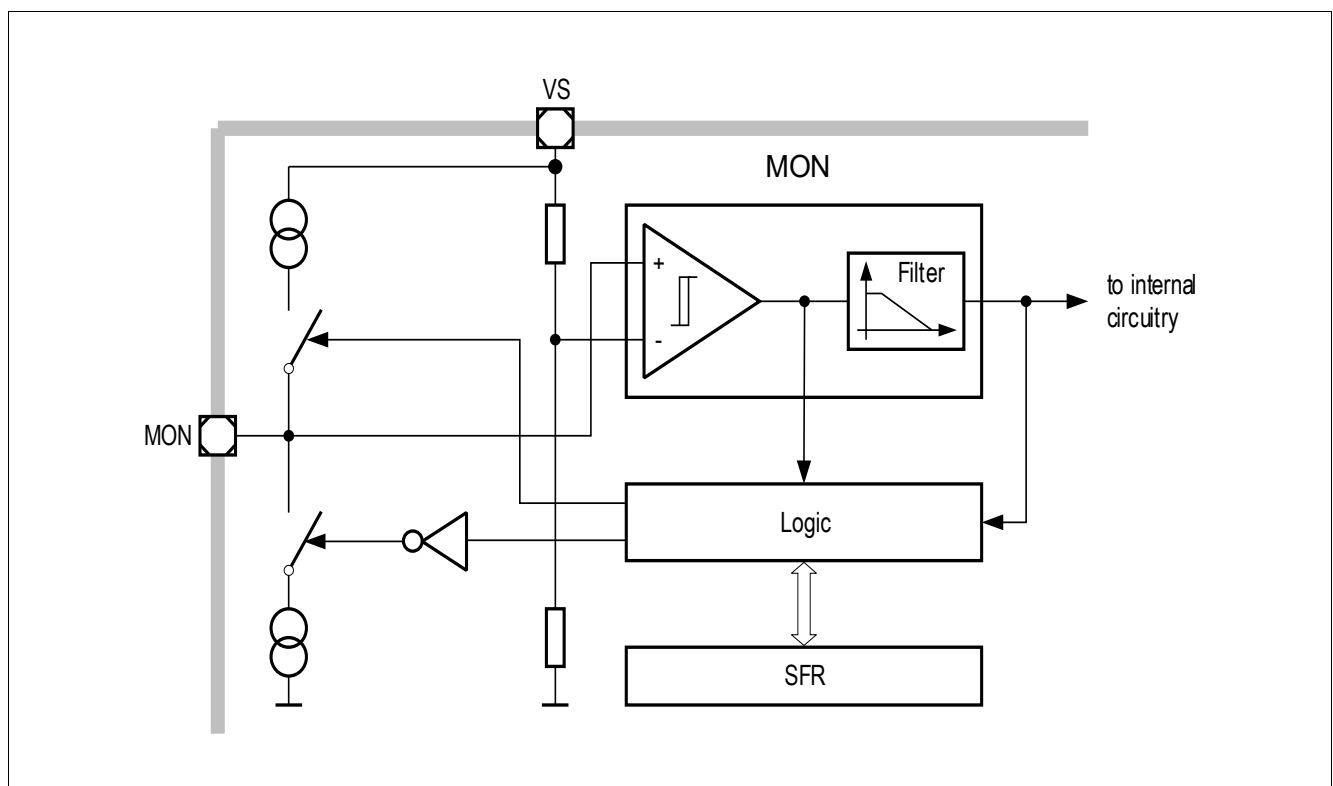 VS
MON
+
-
Filter
to internal
circuitry
MON
Logic
SFR